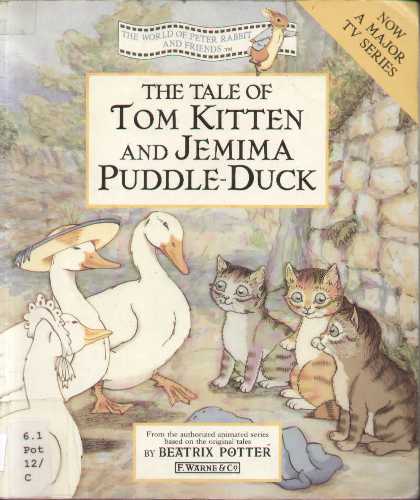 THE WORLD OF PETER RABBIT
AND FRIENDS™
NOW
A MAJOR
TV SERIES
THE TALE OF
TOM KITTEN
AND JEMIMA
PUDDLE-DUCK
6.1
Pot
12/
C
From the authorized animated series
based on the original tales
BY BEATRIX POTTER
F. WARNE & Co